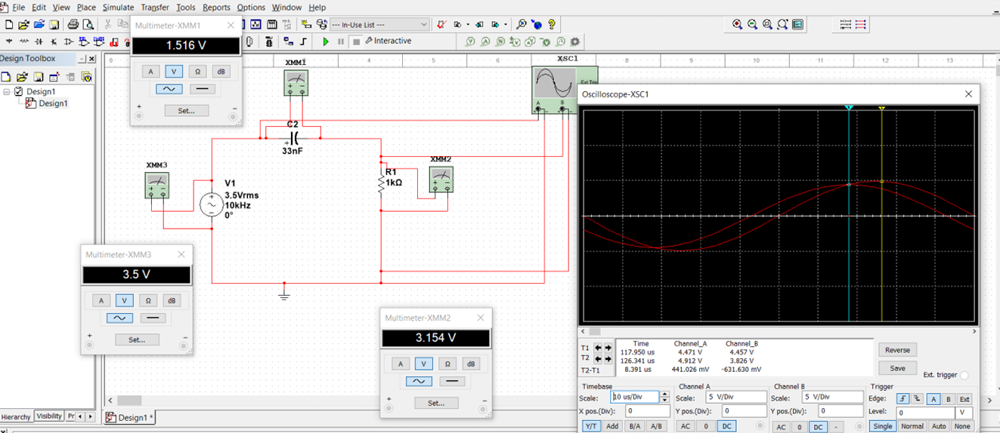 File Edit View Place Simulate Transfer Tools Reports Options Window Help
--- In-Use List ---
Interactive
Design Toolbox
Design1
Design1
Hierarchy Visibility Pr
Design1 *
0 4 5 6 8 9 10 11 12 13
Multimeter-XMM1
1.516 V
A V Ω dB
+ Set... -
XMM1
C2
33nF
XMM3
V1
3.5Vrms
10kHz
0°
R1
1kΩ
XMM2
XSC1
Ext Trig
A B
Multimeter-XMM3
3.5 V
A V Ω dB
+ Set... -
Multimeter-XMM2
3.154 V
A V Ω dB
+ Set... -
Oscilloscope-XSC1
Time Channel_A Channel_B
T1 117.950 us 4.471 V 4.457 V
T2 126.341 us 4.912 V 3.826 V
T2-T1 8.391 us 441.026 mV -631.630 mV
Reverse
Save
Ext. trigger
Timebase Channel A Channel B Trigger
Scale: 10 us/Div Scale: 5 V/Div Scale: 5 V/Div Edge: A B Ext
X pos.(Div): 0 Y pos.(Div): 0 Y pos.(Div): 0 Level: 0 V
Y/T Add B/A A/B AC 0 DC AC 0 DC - Single Normal Auto None